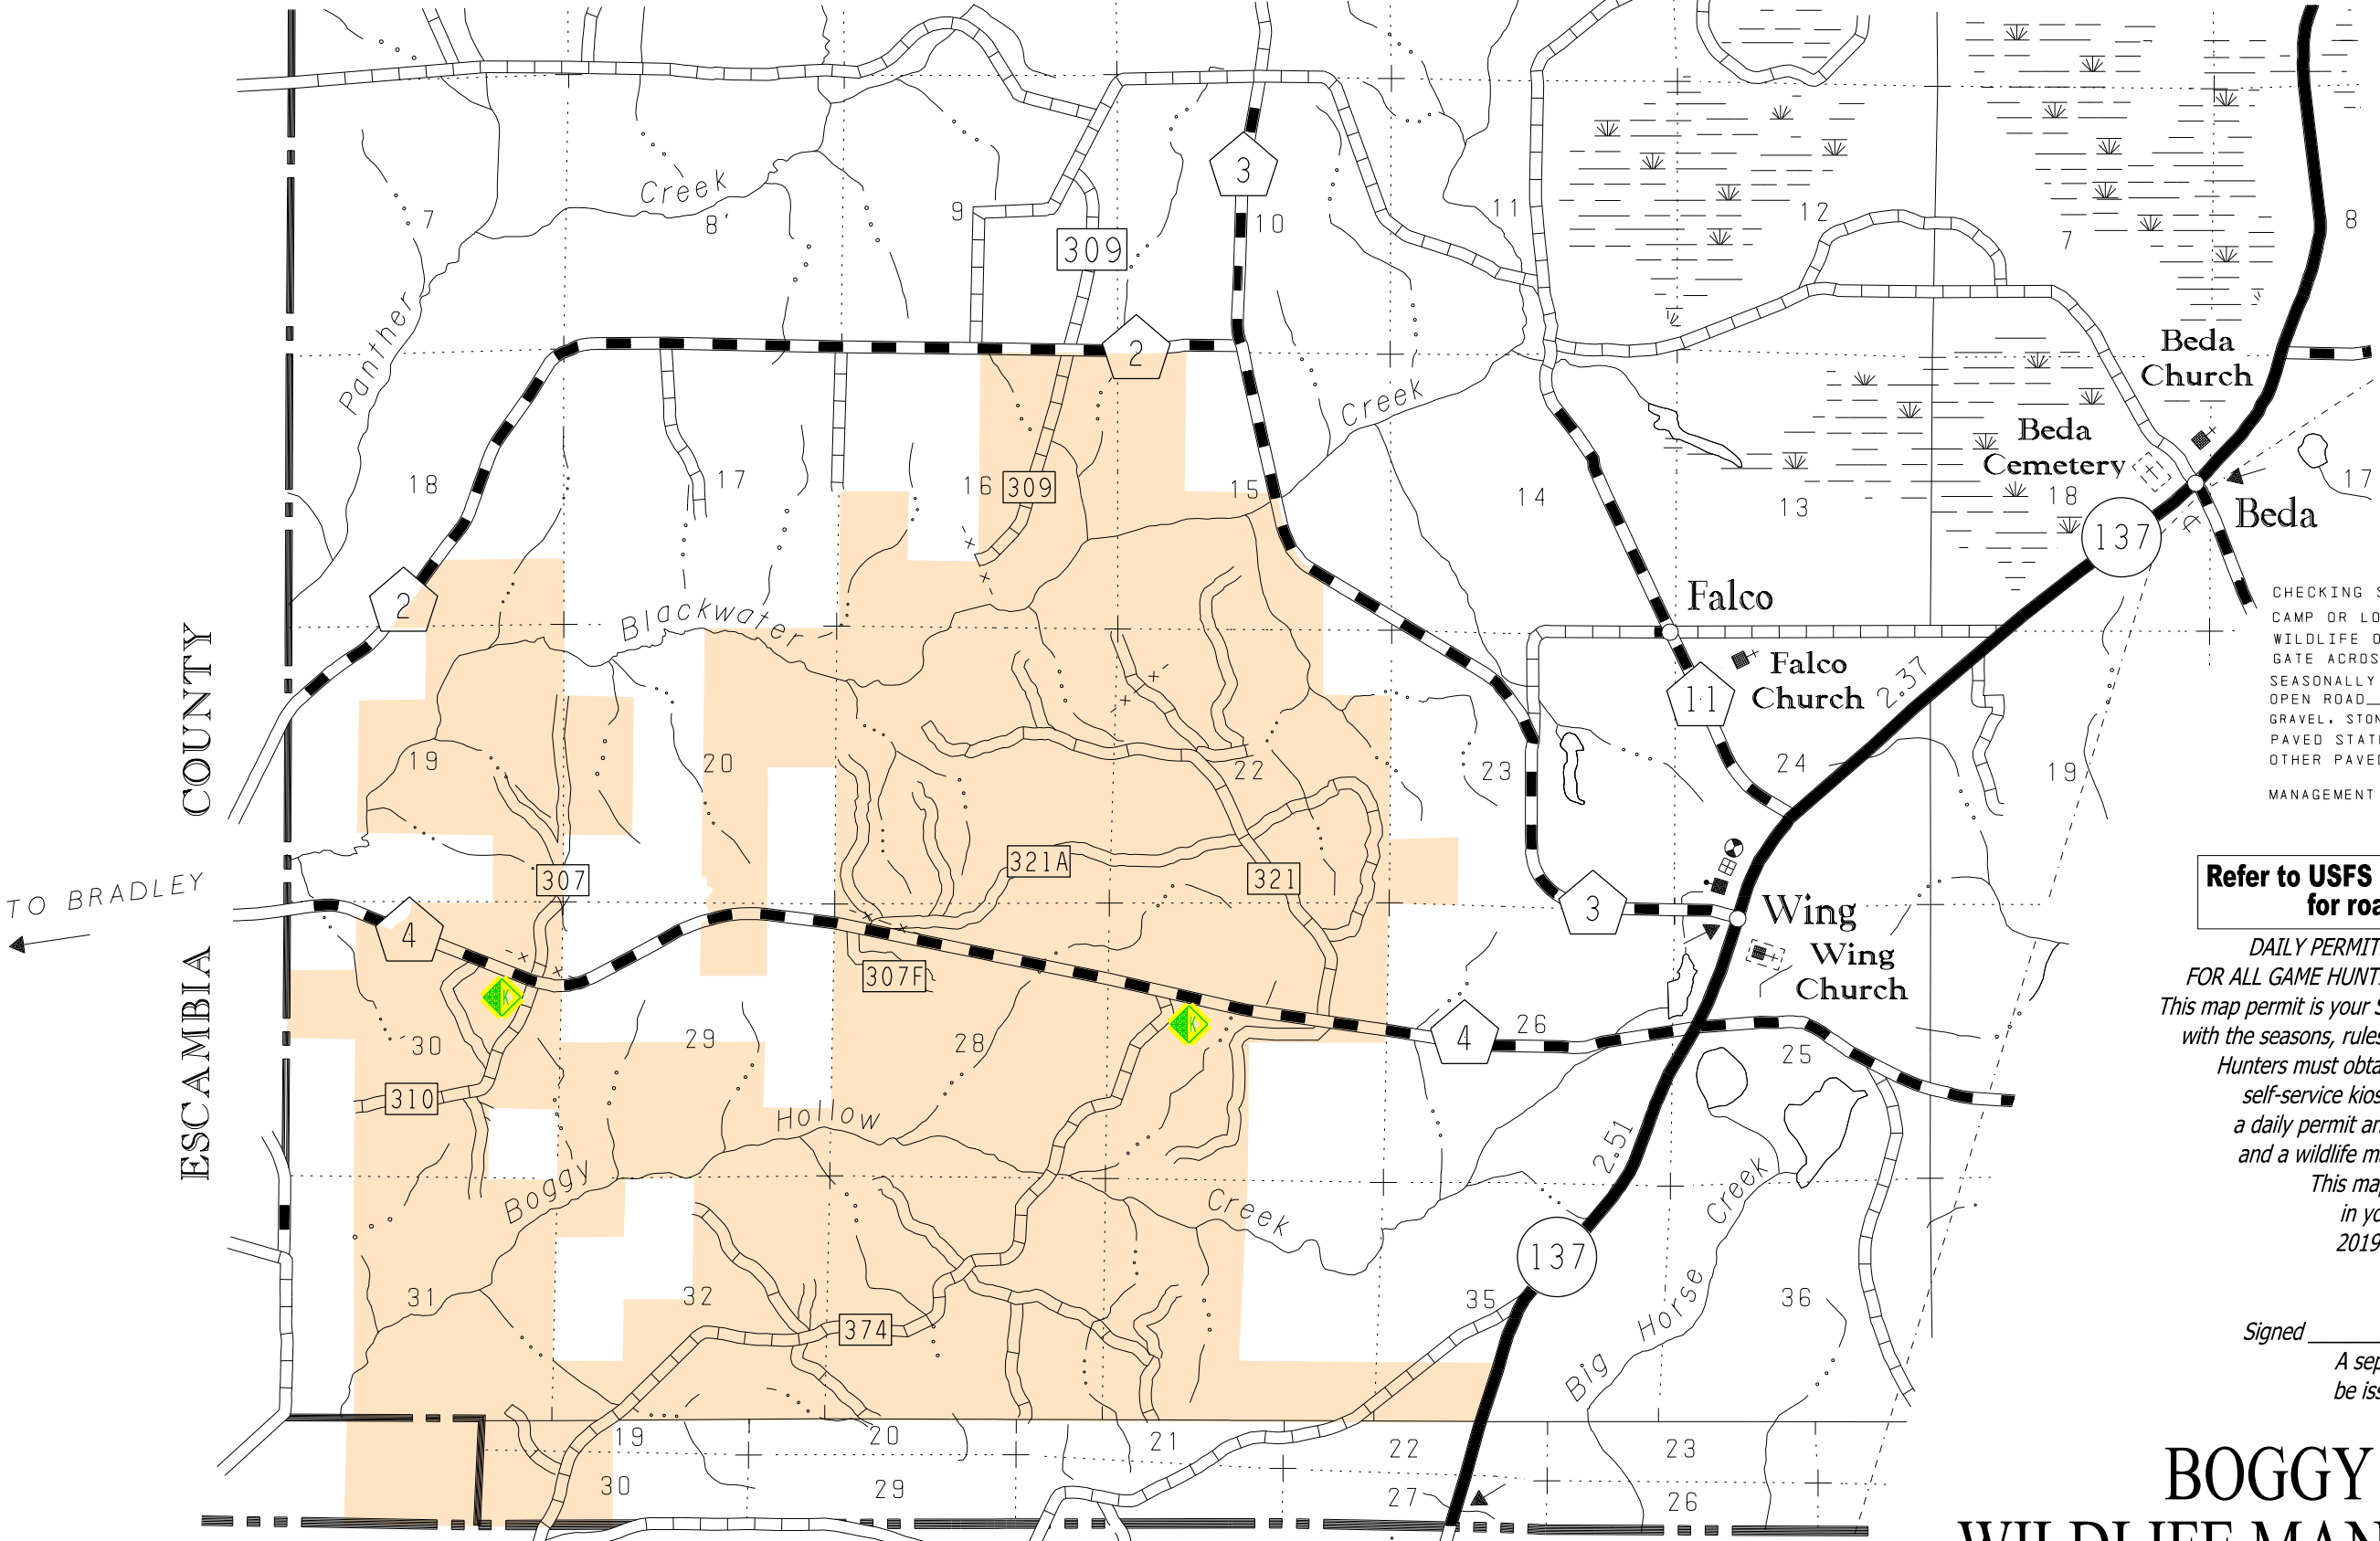 3
11
12
7
8
7
Creek
8
9
10
309
Panther
2
Creek
Beda
Church
Beda
Cemetery
18
17
16
309
15
14
13
18
17
137
Beda
2
Blackwater
Falco
Falco
Church
11
2.37
COUNTY
19
20
22
23
24
19
307
321A
321
TO BRADLEY
4
3
Wing
Wing
Church
307F
ESCAMBIA
30
29
28
4
26
25
310
Hollow
Boggy
Creek
2.51
Creek
Horse
Big
137
31
32
374
35
36
19
20
21
22
23
30
29
27
26
CHECKING S
CAMP OR LO
WILDLIFE O
GATE ACROS
SEASONALLY
OPEN ROAD
GRAVEL, STON
PAVED STAT
OTHER PAVED
MANAGEMENT
Refer to USFS
for roa
DAILY PERMIT
FOR ALL GAME HUNT
This map permit is your S
with the seasons, rules
Hunters must obta
self-service kios
a daily permit an
and a wildlife m
This ma
in yo
2019
Signed
A sep
be iss
BOGGY
WILDLIFE MAN